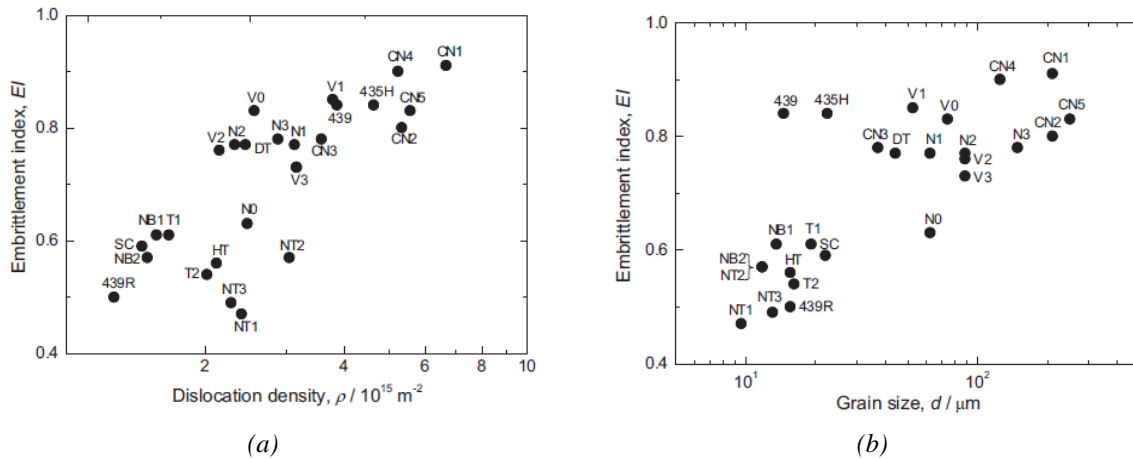 1.0
CN4 CN1
V1 435H
V0 CN5
439
0.8
V2 N2 N3 N1
DT CN3 CN2
V3
N0
NB1 T1
0.6
SC NT2
NB2 HT
439R T2
NT3
NT1
0.4
2 4 6 8 10
Embrittlement index, EI
Dislocation density, ρ / 10¹⁵ m⁻²
(a)
1.0
CN4 CN1
V1
439 435H V0 CN5
CN2
0.8
CN3 DT N1 N2 N3
V2
V3
N0
NB1 T1
0.6
SC
NB2 HT
NT2 T2
NT3 439R
NT1
0.4
10¹ 10²
Embrittlement index, EI
Grain size, d / μm
(b)